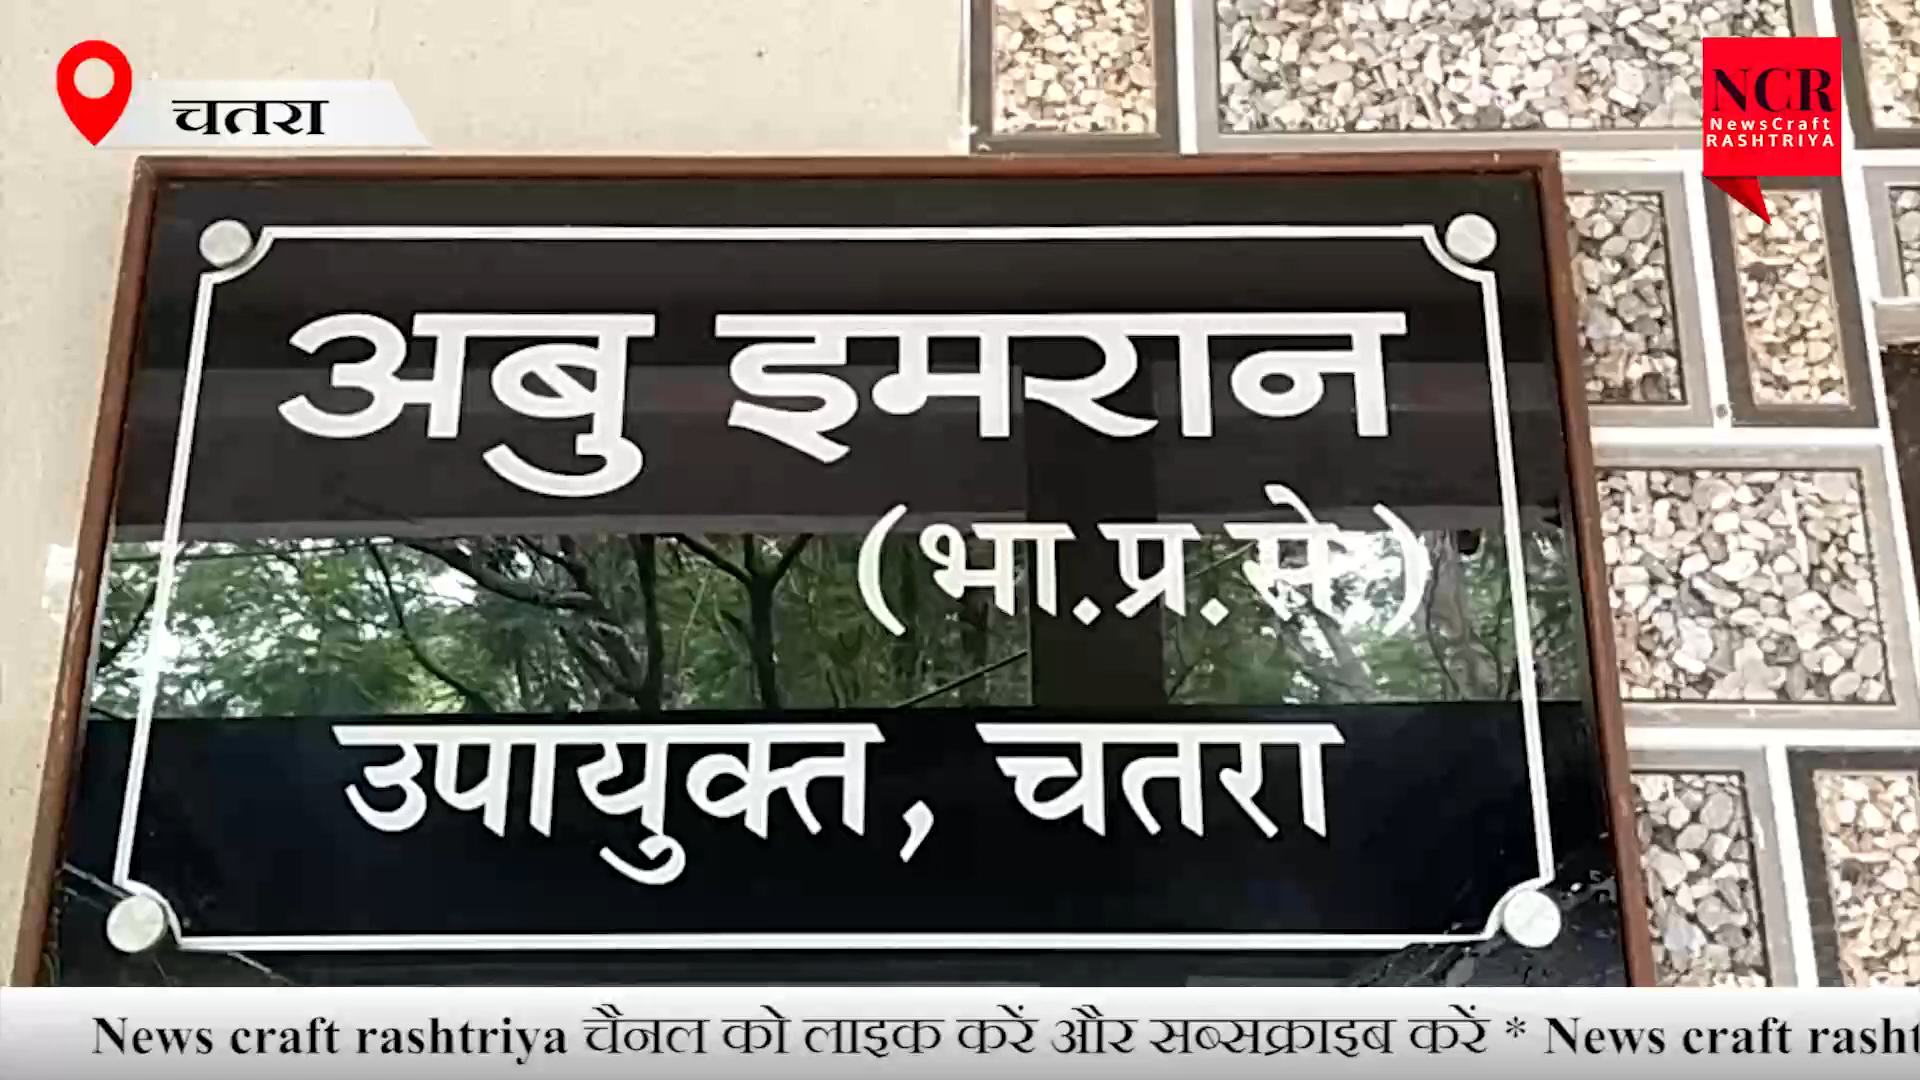 चतरा
NCR
NewsCraft
RASHTRIYA
अबु इमरान
(भा.प्र.से.)
उपायुक्त, चतरा
News craft rashtriya चैनल को लाइक करें और सब्सक्राइब करें * News craft rasht